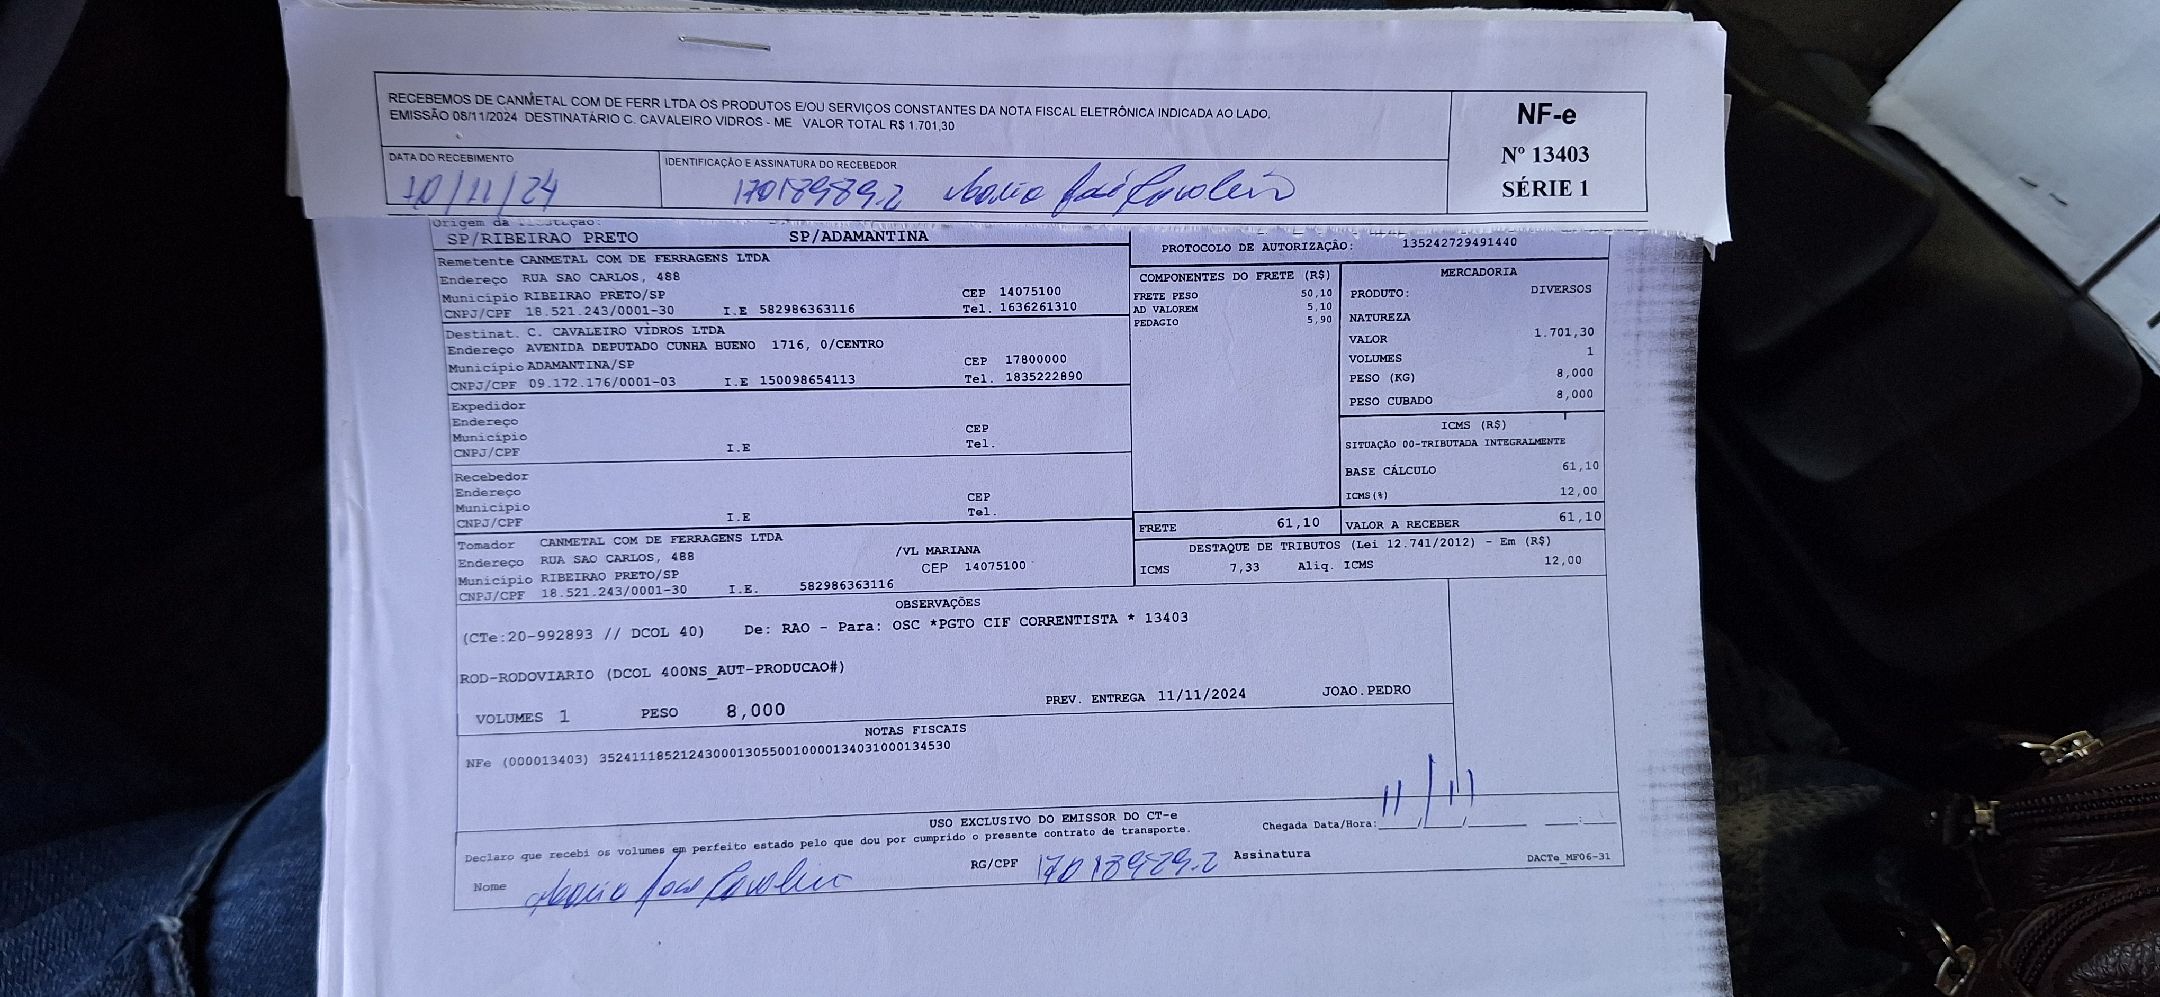 RECEBEMOS DE CANMETAL COM DE FERR LTDA OS PRODUTOS E/OU SERVIÇOS CONSTANTES DA NOTA FISCAL ELETRÔNICA INDICADA AO LADO.
EMISSÃO 08/11/2024 DESTINATÁRIO C. CAVALEIRO VIDROS - ME VALOR TOTAL R$ 1.701,30
NF-e
Nº 13403
SÉRIE 1
DATA DO RECEBIMENTO
10/11/24
IDENTIFICAÇÃO E ASSINATURA DO RECEBEDOR
17018989.2
Origem da
SP/RIBEIRAO PRETO SP/ADAMANTINA
PROTOCOLO DE AUTORIZAÇÃO: 135242729491440
Remetente CANMETAL COM DE FERRAGENS LTDA
Endereço RUA SAO CARLOS, 488
Município RIBEIRAO PRETO/SP CEP 14075100
CNPJ/CPF 18.521.243/0001-30 I.E 582986363116 Tel. 1636261310
Destinat. C. CAVALEIRO VIDROS LTDA
Endereço AVENIDA DEPUTADO CUNHA BUENO 1716, 0/CENTRO
Município ADAMANTINA/SP CEP 17800000
CNPJ/CPF 09.172.176/0001-03 I.E 150098654113 Tel. 1835222890
Expedidor
Endereço
Município CEP
CNPJ/CPF I.E Tel.
Recebedor
Endereço
Município CEP
CNPJ/CPF I.E Tel.
Tomador CANMETAL COM DE FERRAGENS LTDA
Endereço RUA SAO CARLOS, 488 /VL MARIANA
Município RIBEIRAO PRETO/SP CEP 14075100
CNPJ/CPF 18.521.243/0001-30 I.E. 582986363116
COMPONENTES DO FRETE (R$)
FRETE PESO 50,10
AD VALOREM 5,10
PEDAGIO 5,90
MERCADORIA
PRODUTO: DIVERSOS
NATUREZA
VALOR 1.701,30
VOLUMES 1
PESO (KG) 8,000
PESO CUBADO 8,000
ICMS (R$)
SITUAÇÃO 00-TRIBUTADA INTEGRALMENTE
BASE CÁLCULO 61,10
ICMS(%) 12,00
FRETE 61,10 VALOR A RECEBER 61,10
DESTAQUE DE TRIBUTOS (Lei 12.741/2012) - Em (R$)
ICMS 7,33 Aliq. ICMS 12,00
OBSERVAÇÕES
(CTe:20-992893 // DCOL 40) De: RAO - Para: OSC *PGTO CIF CORRENTISTA * 13403
ROD-RODOVIARIO (DCOL 400NS_AUT-PRODUCAO#)
VOLUMES 1 PESO 8,000 PREV. ENTREGA 11/11/2024 JOAO.PEDRO
NOTAS FISCAIS
NFe (000013403) 35241118521243000130550010000134031000134530
USO EXCLUSIVO DO EMISSOR DO CT-e
Declaro que recebi os volumes em perfeito estado pelo que dou por cumprido o presente contrato de transporte.
Chegada Data/Hora: 11/11
Nome
RG/CPF 17018989.2 Assinatura
DACTe_MF06-31